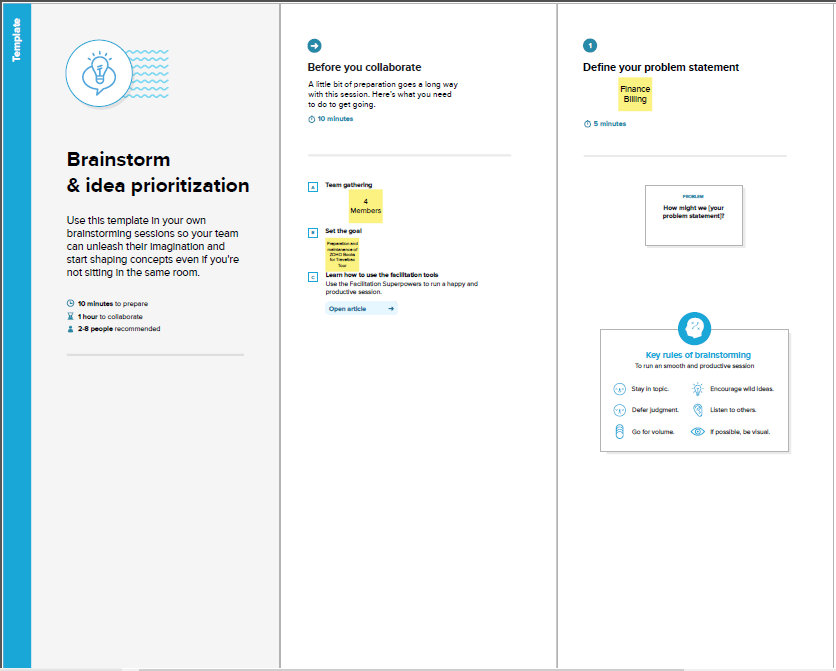 Template
Brainstorm
& idea prioritization
Use this template in your own
brainstorming sessions so your team
can unleash their imagination and
start shaping concepts even if you're
not sitting in the same room.
10 minutes to prepare
1 hour to collaborate
2-8 people recommended
Before you collaborate
A little bit of preparation goes a long way
with this session. Here's what you need
to do to get going.
10 minutes
A
Team gathering
4
Members
B
Set the goal
Preparation and
maintanance of
ZOHO Books
for Travelbex
Tour
C
Learn how to use the facilitation tools
Use the Facilitation Superpowers to run a happy and
productive session.
Open article
1
Define your problem statement
Finance
Billing
5 minutes
PROBLEM
How might we [your
problem statement]?
Key rules of brainstorming
To run an smooth and productive session
Stay in topic.
Encourage wild ideas.
Defer judgment.
Listen to others.
Go for volume.
If possible, be visual.